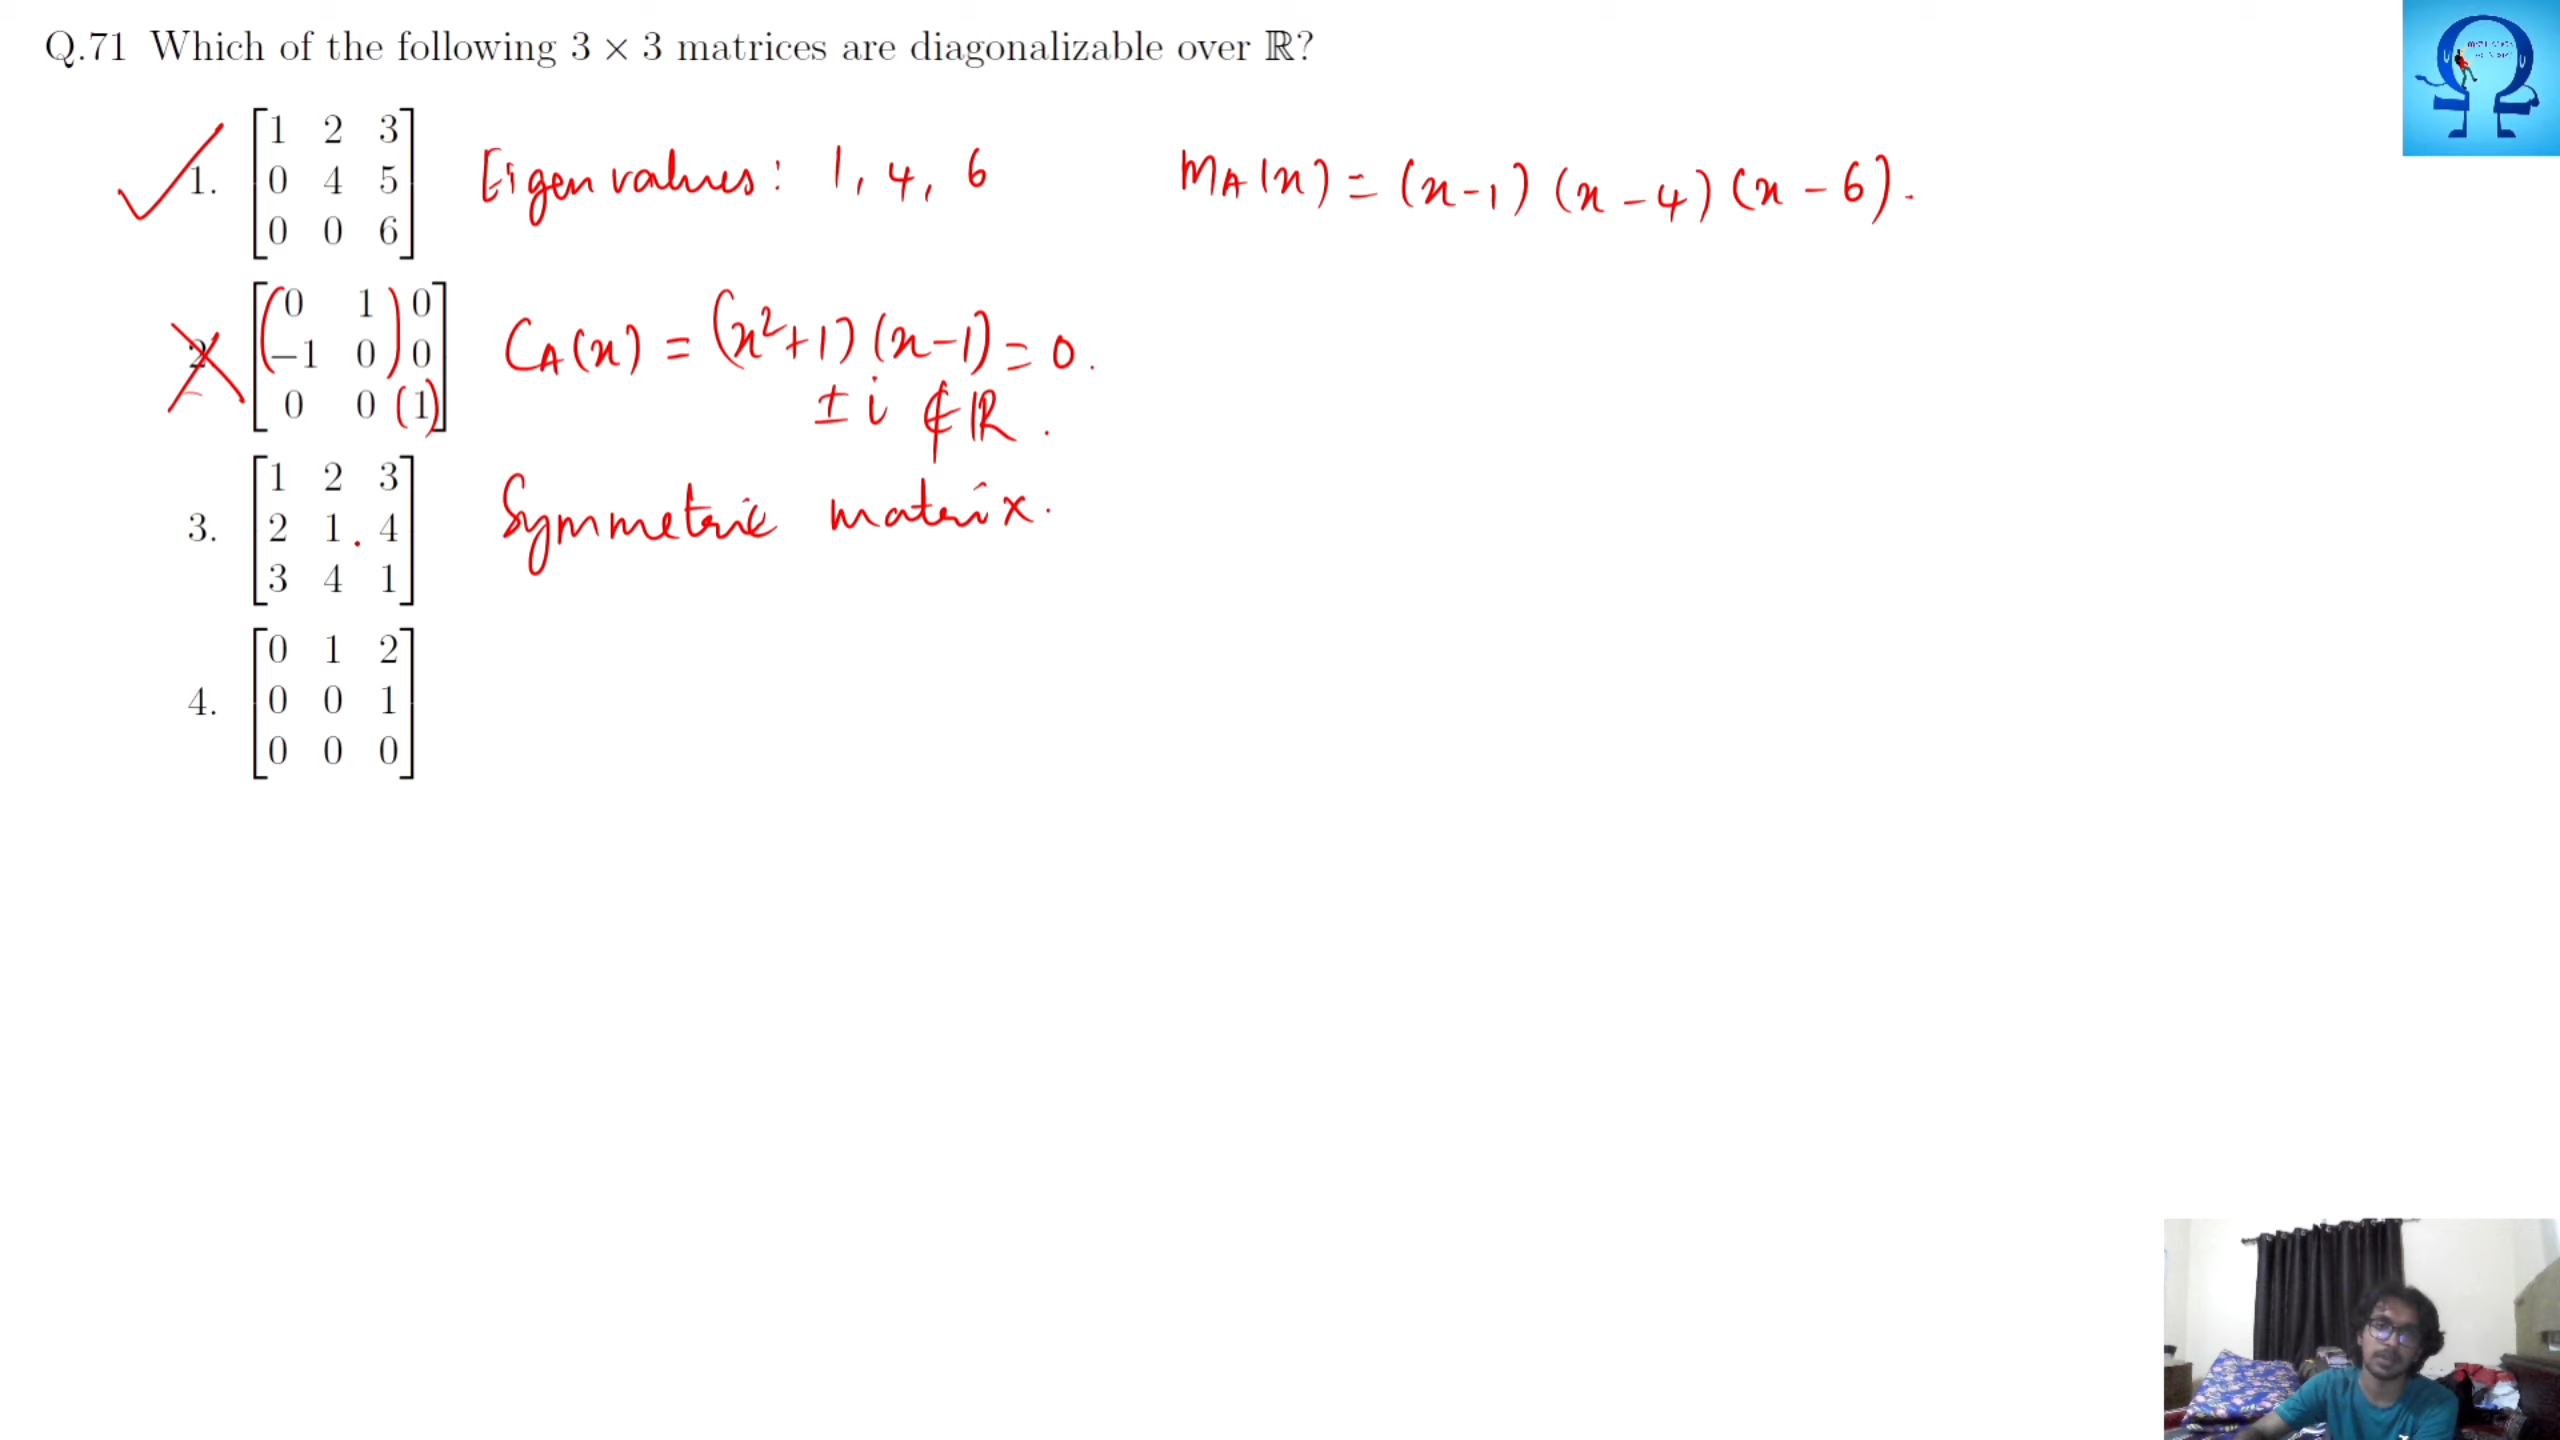 Q.71 Which of the following 3 × 3 matrices are diagonalizable over ℝ?
1. [1 2 3
0 4 5
0 0 6]
Eigen values: 1, 4, 6
m_A(x) = (x-1) (x-4) (x-6).
2. [(0 1) 0
(−1 0) 0
0 0 (1)]
C_A(x) = (x²+1) (x-1) = 0.
± i ∉ ℝ.
3. [1 2 3
2 1 . 4
3 4 1]
Symmetric matrix.
4. [0 1 2
0 0 1
0 0 0]